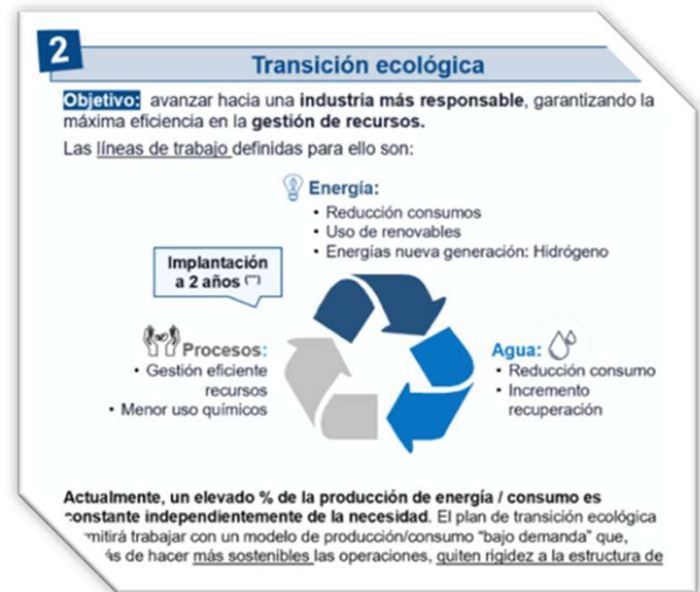 2
Transición ecológica
Objetivo: avanzar hacia una industria más responsable, garantizando la
máxima eficiencia en la gestión de recursos.
Las líneas de trabajo definidas para ello son:
Energía:
• Reducción consumos
• Uso de renovables
• Energías nueva generación: Hidrógeno
Implantación
a 2 años (**)
Procesos:
• Gestión eficiente
recursos
• Menor uso químicos
Agua:
• Reducción consumo
• Incremento
recuperación
Actualmente, un elevado % de la producción de energía / consumo es
constante independientemente de la necesidad. El plan de transición ecológica
mitirá trabajar con un modelo de producción/consumo "bajo demanda" que,
ás de hacer más sostenibles las operaciones, quiten rigidez a la estructura de